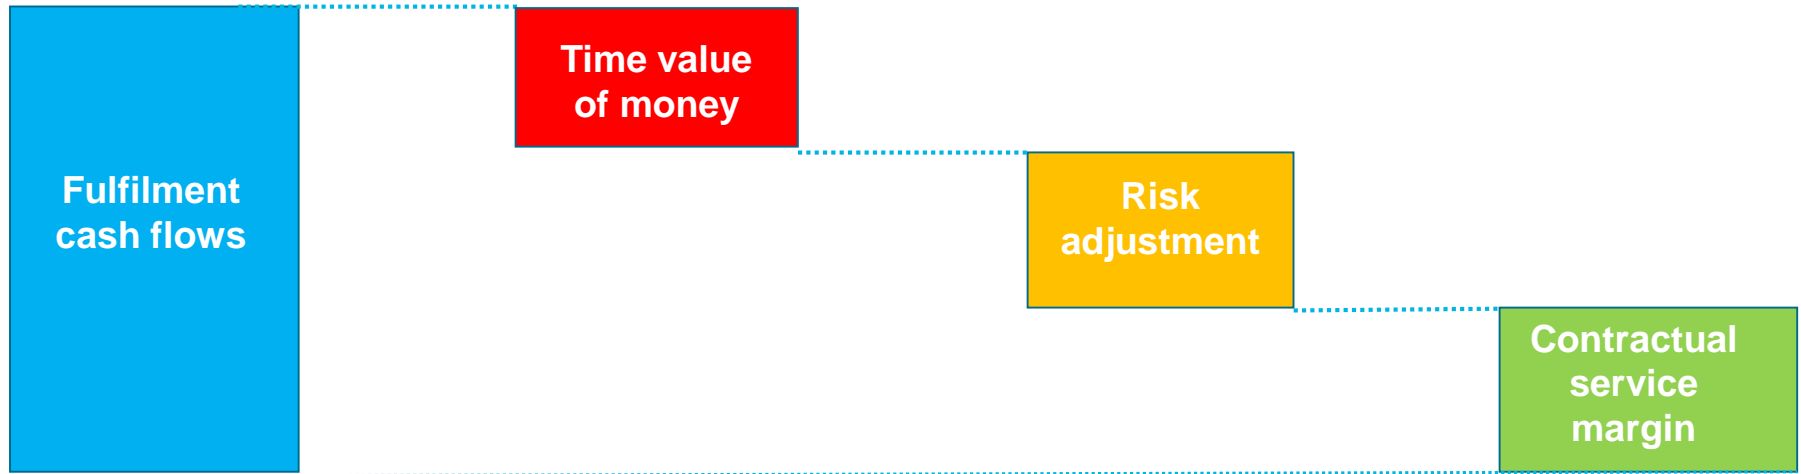 Time value
of money
Fulfilment
cash flows
Risk
adjustment
Contractual
service
margin